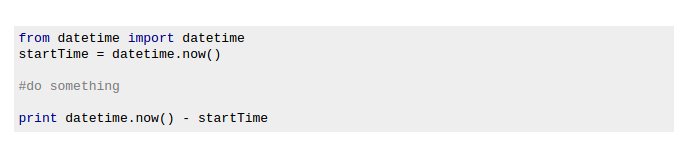 from datetime import datetime
startTime = datetime.now()
#do something
print datetime.now() - startTime